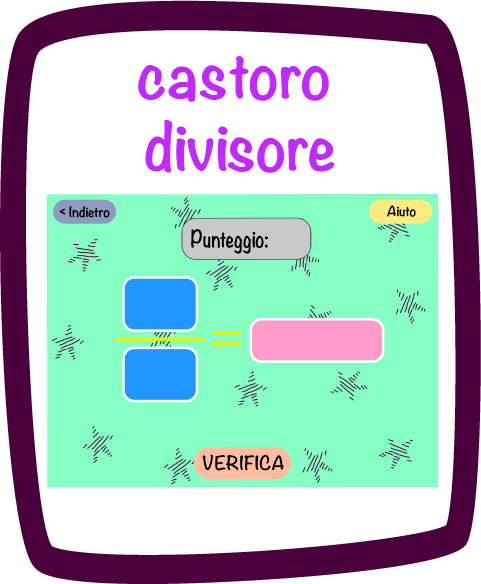 castoro
divisore
< Indietro
Aiuto
Punteggio:
=
VERIFICA